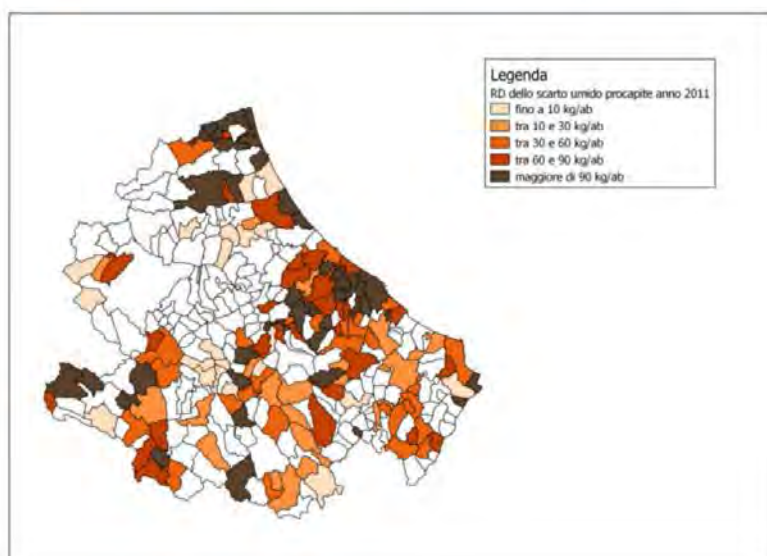 Legenda
RD dello scarto umido procapite anno 2011
fino a 10 kg/ab
tra 10 e 30 kg/ab
tra 30 e 60 kg/ab
tra 60 e 90 kg/ab
maggiore di 90 kg/ab